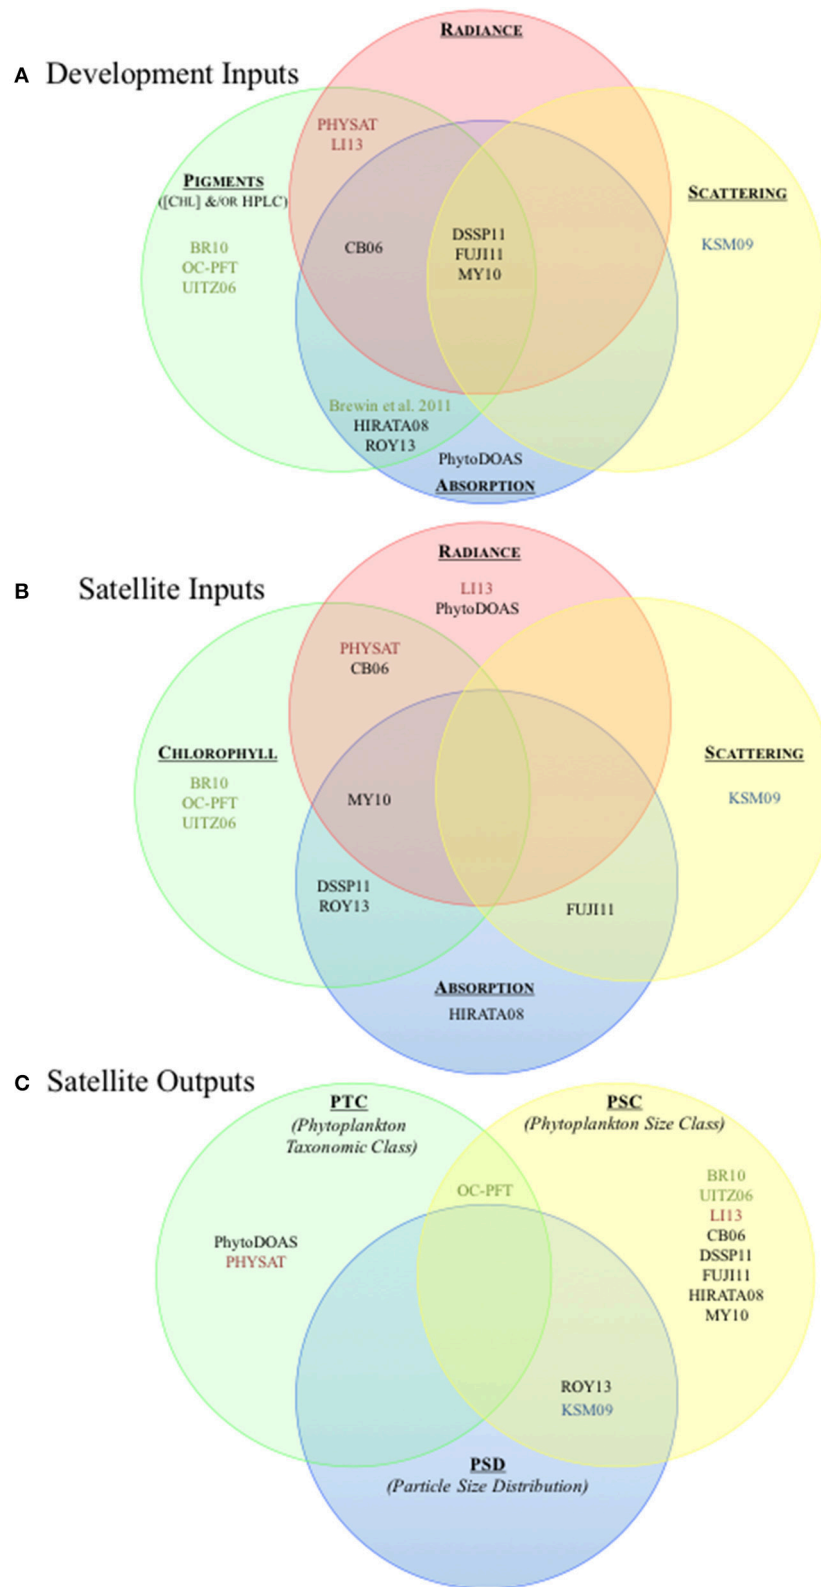 RADIANCE
A Development Inputs
PHYSAT
LI13
PIGMENTS
([CHL] &/OR HPLC)
SCATTERING
BR10
OC-PFT
UITZ06
CB06
DSSP11
FUJI11
MY10
KSM09
Brewin et al. 2011
HIRATA08
ROY13
PhytoDOAS
ABSORPTION
RADIANCE
B Satellite Inputs
LI13
PhytoDOAS
PHYSAT
CB06
CHLOROPHYLL
SCATTERING
BR10
OC-PFT
UITZ06
MY10
KSM09
DSSP11
ROY13
FUJI11
ABSORPTION
HIRATA08
C Satellite Outputs
PTC
(Phytoplankton
Taxonomic Class)
PSC
(Phytoplankton Size Class)
OC-PFT
BR10
UITZ06
LI13
CB06
DSSP11
FUJI11
HIRATA08
MY10
PhytoDOAS
PHYSAT
ROY13
KSM09
PSD
(Particle Size Distribution)